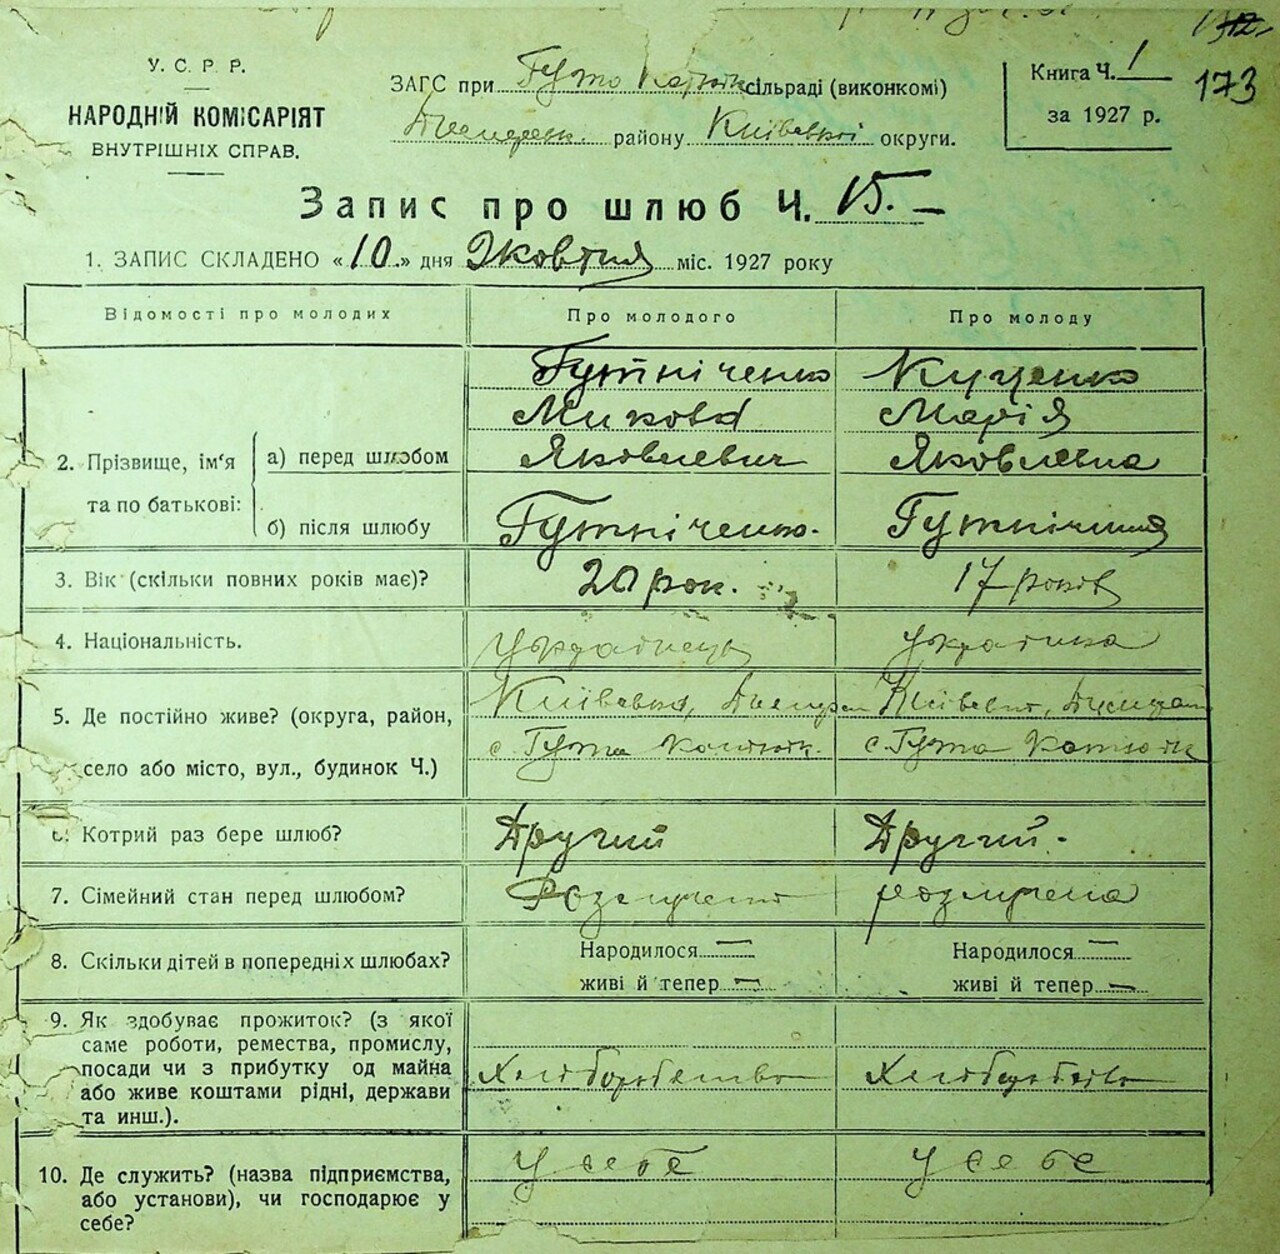 У. С. Р. Р.
НАРОДНІЙ КОМІСАРІЯТ
ВНУТРІШНІХ СПРАВ.
ЗАГС при Гута Катюж сільраді (виконкомі)
району Київської округи.
Книга Ч. 1
за 1927 р.
173
Запис про шлюб Ч. 15. —
1. ЗАПИС СКЛАДЕНО «10.» дня Жовтня міс. 1927 року
Відомості про молодих
Про молодого
Про молоду
2. Прізвище, ім'я
та по батькові:
а) перед шлюбом
б) після шлюбу
Гутніченко
Микола
Яковлевич
Гутніченко.
Куценко
Марія
Яковлевна
3. Вік (скільки повних років має)?
20 рок.
17 років
4. Національність.
Українець
українка
5. Де постійно живе? (округа, район,
село або місто, вул., будинок Ч.)
Київська,
с. Гута
с. Гута Катюж
6. Котрий раз бере шлюб?
Другий
Другий -
7. Сімейний стан перед шлюбом?
розлучена
8. Скільки дітей в попередніх шлюбах?
Народилося —
живі й тепер —
Народилося —
живі й тепер —
9. Як здобуває прожиток? (з якої
саме роботи, ремества, промислу,
посади чи з прибутку од майна
або живе коштами рідні, держави
та инш.).
Хліборобство
Хліборобство
10. Де служить? (назва підприємства,
або установи), чи господарює у
себе?
У себе
У себе